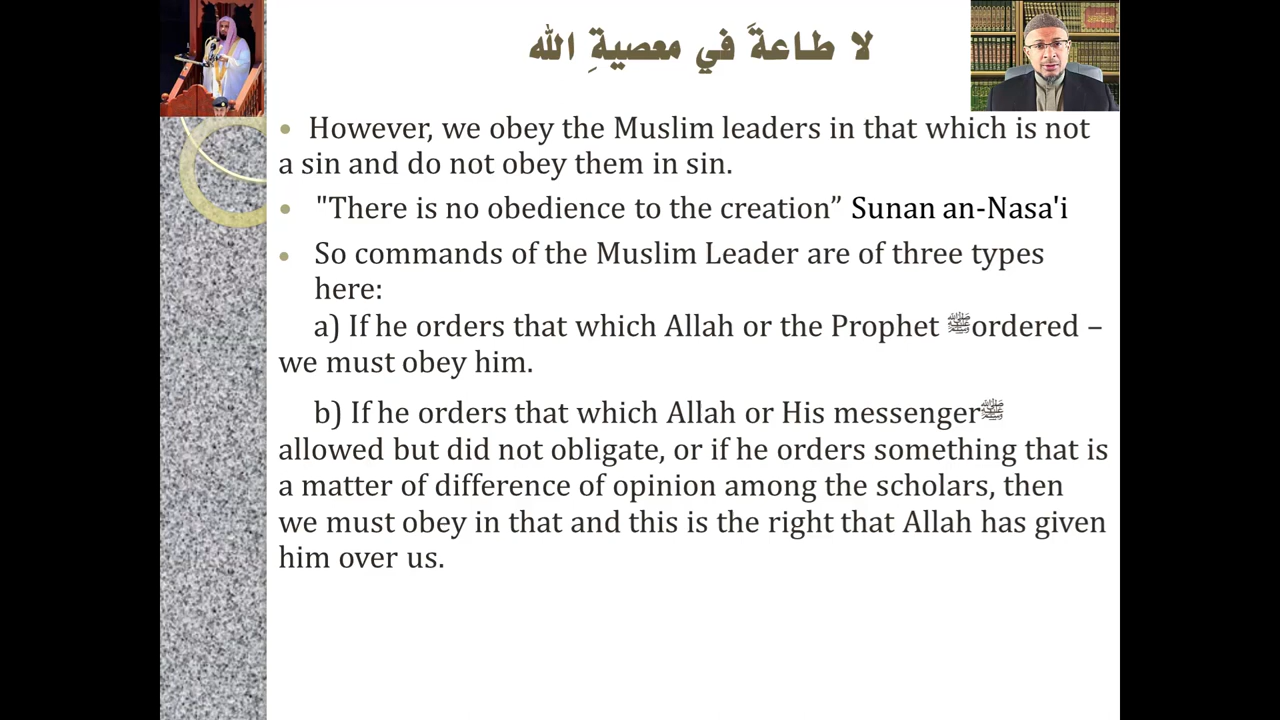 لا طاعةَ في معصيةِ الله
• However, we obey the Muslim leaders in that which is not
a sin and do not obey them in sin.
• "There is no obedience to the creation” Sunan an-Nasa'i
• So commands of the Muslim Leader are of three types
here:
a) If he orders that which Allah or the Prophet ﷺordered –
we must obey him.
b) If he orders that which Allah or His messengerﷺ
allowed but did not obligate, or if he orders something that is
a matter of difference of opinion among the scholars, then
we must obey in that and this is the right that Allah has given
him over us.